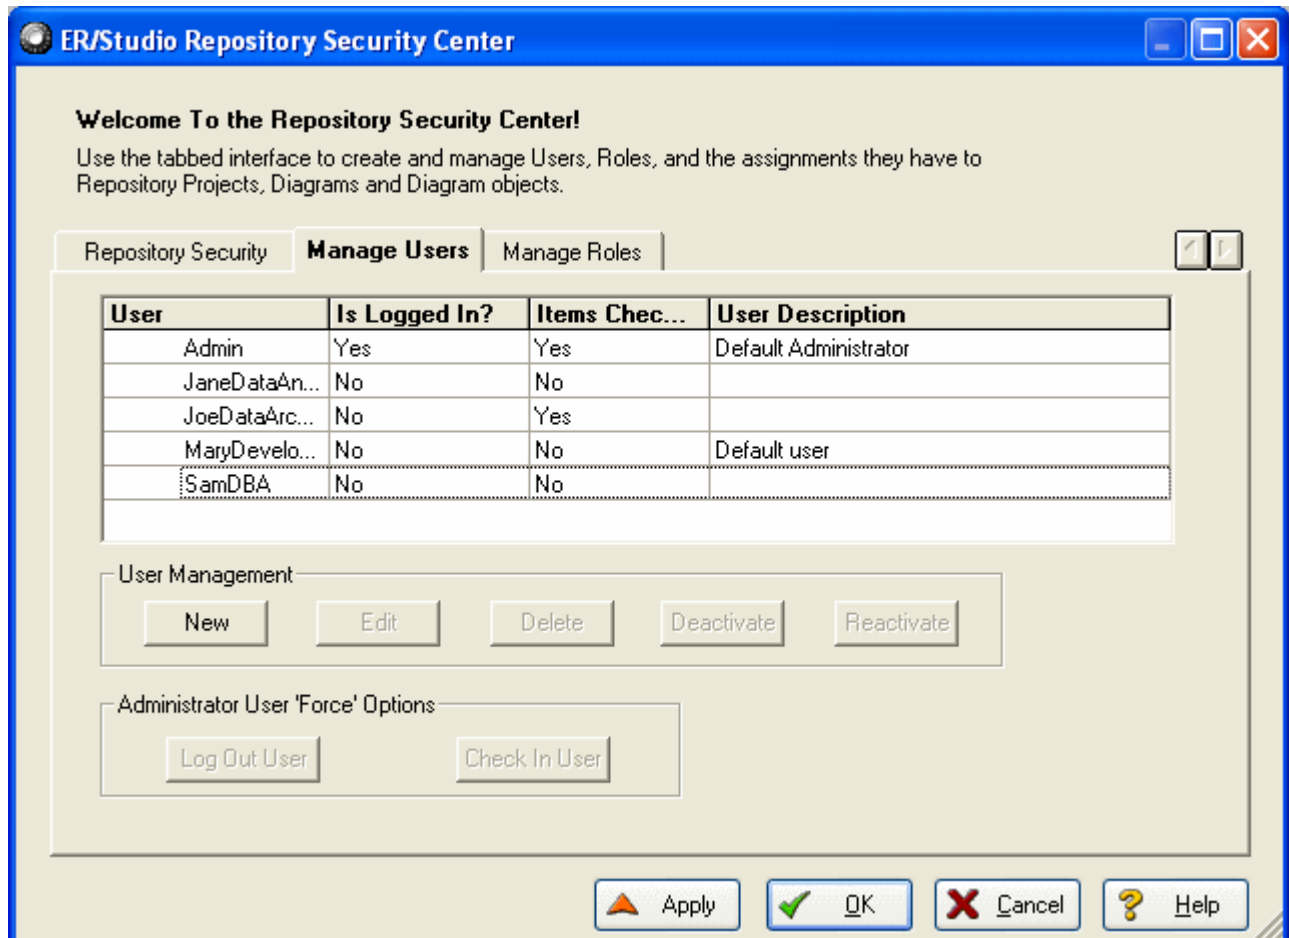 ER/Studio Repository Security Center
Welcome To the Repository Security Center!
Use the tabbed interface to create and manage Users, Roles, and the assignments they have to
Repository Projects, Diagrams and Diagram objects.
Repository Security Manage Users Manage Roles
User Is Logged In? Items Chec... User Description
Admin Yes Yes Default Administrator
JaneDataAn... No No
JoeDataArc... No Yes
MaryDevelo... No No Default user
SamDBA No No
User Management
New Edit Delete Deactivate Reactivate
Administrator User 'Force' Options
Log Out User Check In User
Apply OK Cancel Help